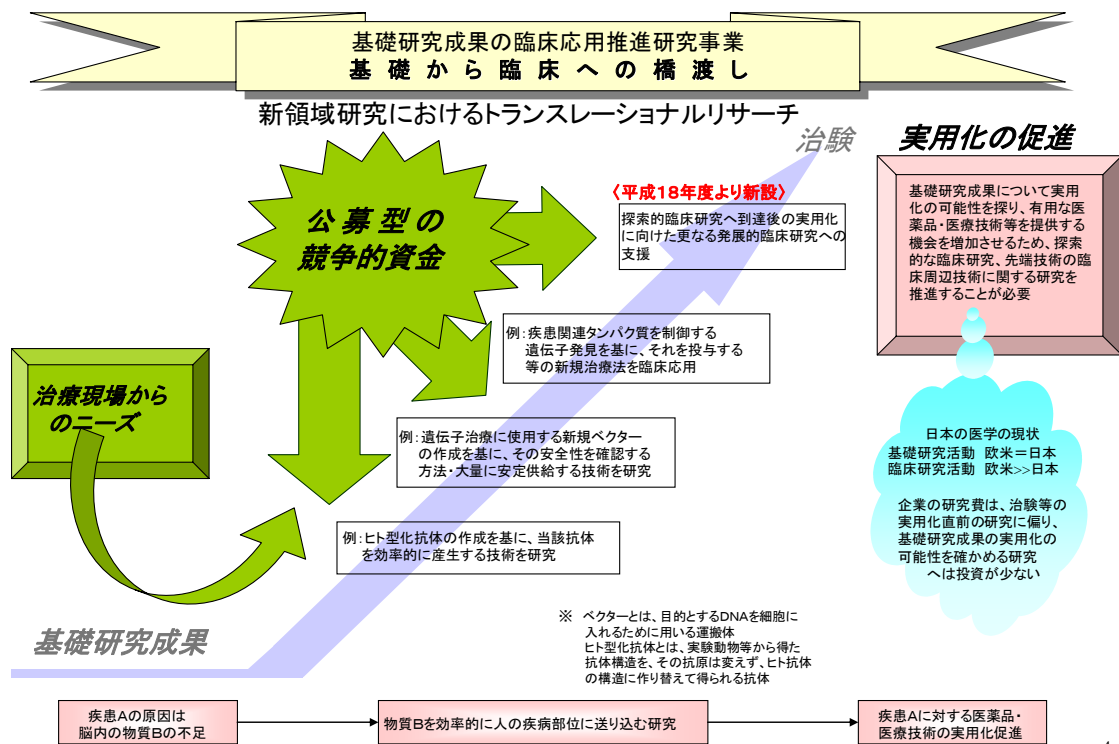 基礎研究成果の臨床応用推進研究事業
基礎から臨床への橋渡し
新領域研究におけるトランスレーショナルリサーチ
治験
実用化の促進
公募型の
競争的資金
〈平成18年度より新設〉
探索的臨床研究へ到達後の実用化
に向けた更なる発展的臨床研究への
支援
基礎研究成果について実用
化の可能性を探り、有用な医
薬品・医療技術等を提供する
機会を増加させるため、探索
的な臨床研究、先端技術の臨
床周辺技術に関する研究を
推進することが必要
例：疾患関連タンパク質を制御する
遺伝子発見を基に、それを投与する
等の新規治療法を臨床応用
治療現場から
のニーズ
例：遺伝子治療に使用する新規ベクター
の作成を基に、その安全性を確認する
方法・大量に安定供給する技術を研究
日本の医学の現状
基礎研究活動 欧米＝日本
臨床研究活動 欧米>>日本
企業の研究費は、治験等の
実用化直前の研究に偏り、
基礎研究成果の実用化の
可能性を確かめる研究
へは投資が少ない
例：ヒト型化抗体の作成を基に、当該抗体
を効率的に産生する技術を研究
基礎研究成果
※ ベクターとは、目的とするDNAを細胞に
入れるために用いる運搬体
ヒト型化抗体とは、実験動物等から得た
抗体構造を、その抗原は変えず、ヒト抗体
の構造に作り替えて得られる抗体
疾患Aの原因は
脳内の物質Bの不足
物質Bを効率的に人の疾病部位に送り込む研究
疾患Aに対する医薬品・
医療技術の実用化促進